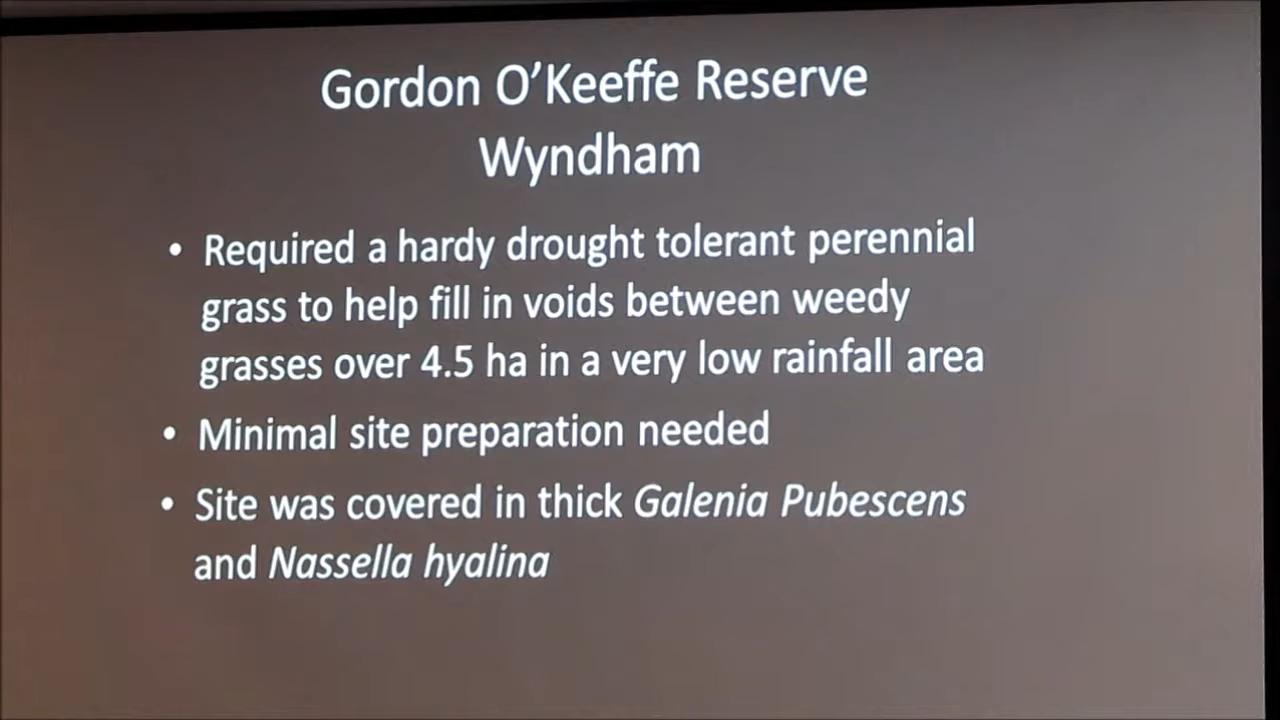 Gordon O'Keeffe Reserve
Wyndham
• Required a hardy drought tolerant perennial
grass to help fill in voids between weedy
grasses over 4.5 ha in a very low rainfall area
• Minimal site preparation needed
• Site was covered in thick Galenia Pubescens
and Nassella hyalina